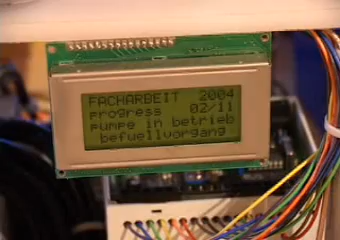 FACHARBEIT 2004
progress 02/11
pumpe in betrieb
befuellvorgang